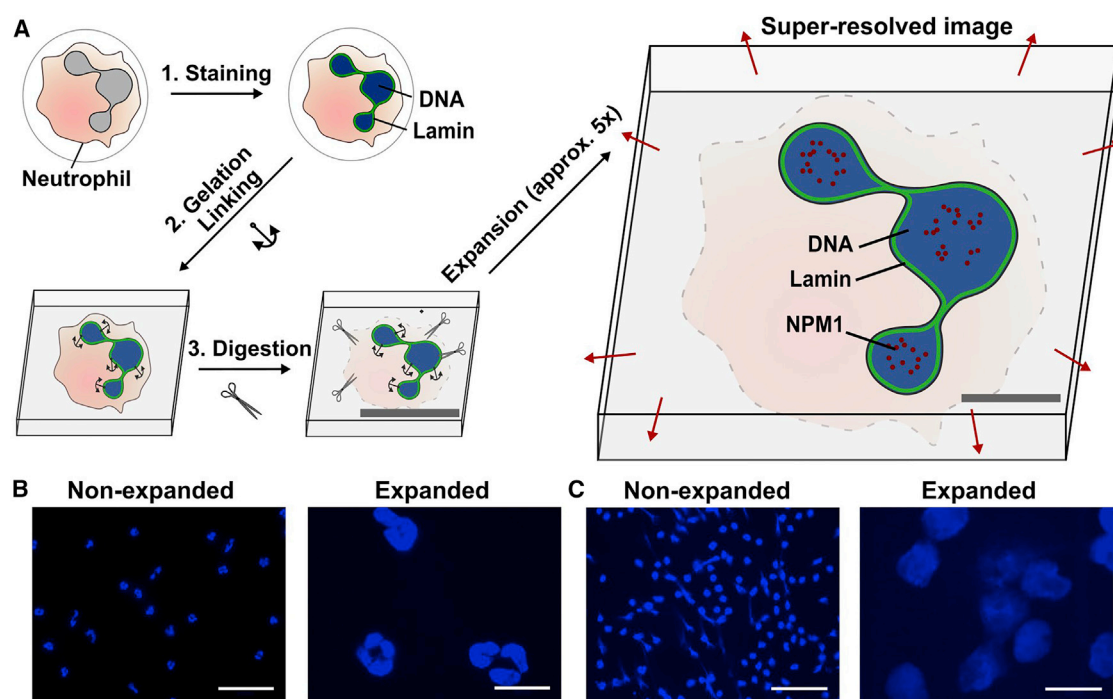 A
Super-resolved image
1. Staining
DNA
Lamin
Neutrophil
2. Gelation
Linking
Expansion (approx. 5x)
DNA
Lamin
NPM1
3. Digestion
B
Non-expanded
Expanded
C
Non-expanded
Expanded